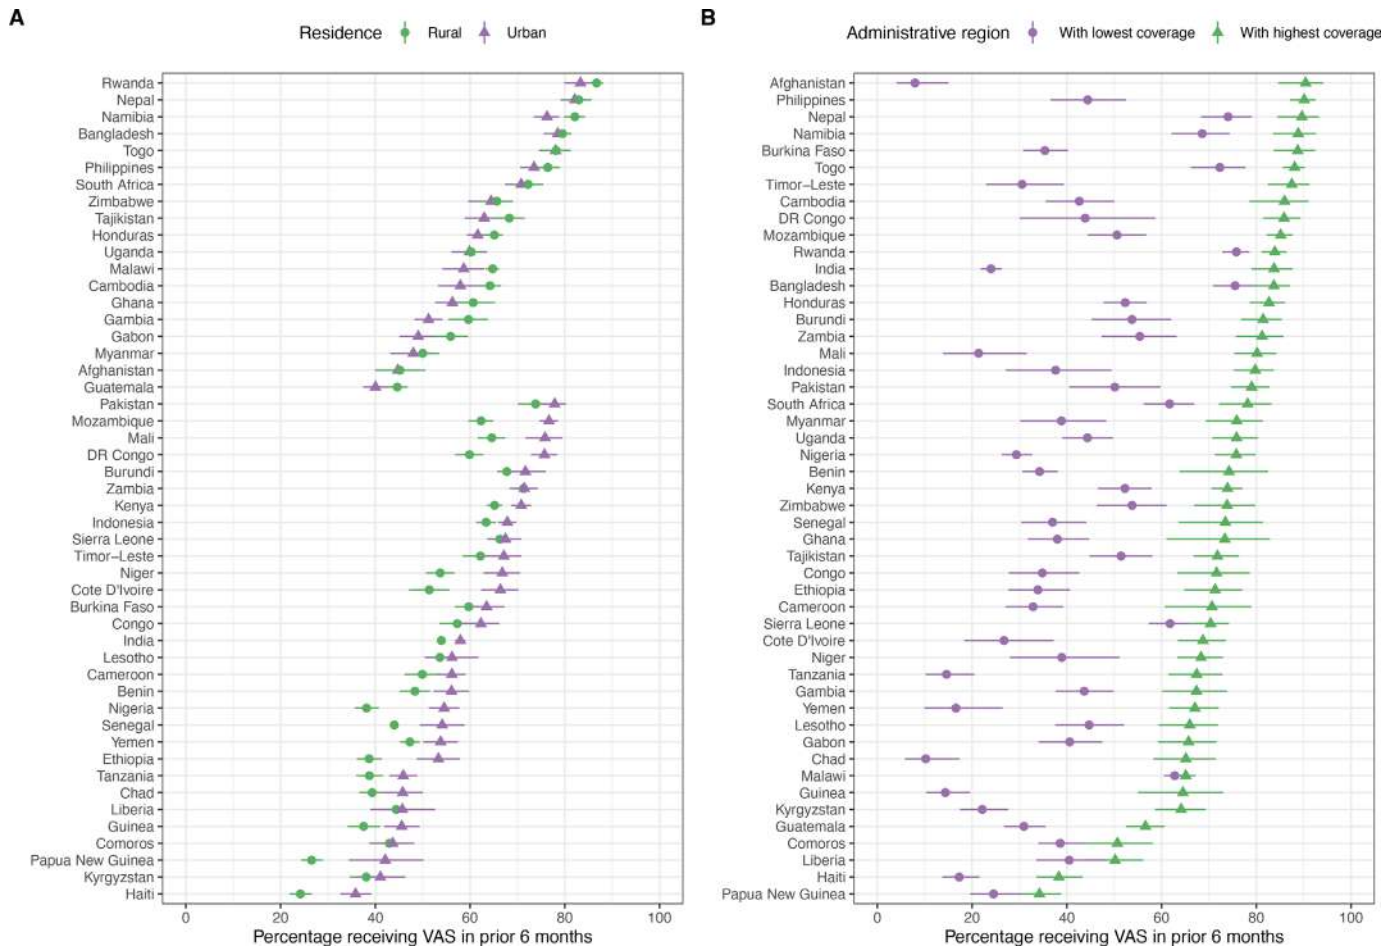 A
Residence Rural Urban
Rwanda
Nepal
Namibia
Bangladesh
Togo
Philippines
South Africa
Zimbabwe
Tajikistan
Honduras
Uganda
Malawi
Cambodia
Ghana
Gambia
Gabon
Myanmar
Afghanistan
Guatemala
Pakistan
Mozambique
Mali
DR Congo
Burundi
Zambia
Kenya
Indonesia
Sierra Leone
Timor−Leste
Niger
Cote D'Ivoire
Burkina Faso
Congo
India
Lesotho
Cameroon
Benin
Nigeria
Senegal
Yemen
Ethiopia
Tanzania
Chad
Liberia
Guinea
Comoros
Papua New Guinea
Kyrgyzstan
Haiti
0 20 40 60 80 100
Percentage receiving VAS in prior 6 months
B
Administrative region With lowest coverage With highest coverage
Afghanistan
Philippines
Nepal
Namibia
Burkina Faso
Togo
Timor−Leste
Cambodia
DR Congo
Mozambique
Rwanda
India
Bangladesh
Honduras
Burundi
Zambia
Mali
Indonesia
Pakistan
South Africa
Myanmar
Uganda
Nigeria
Benin
Kenya
Zimbabwe
Senegal
Ghana
Tajikistan
Congo
Ethiopia
Cameroon
Sierra Leone
Cote D'Ivoire
Niger
Tanzania
Gambia
Yemen
Lesotho
Gabon
Chad
Malawi
Guinea
Kyrgyzstan
Guatemala
Comoros
Liberia
Haiti
Papua New Guinea
0 20 40 60 80 100
Percentage receiving VAS in prior 6 months